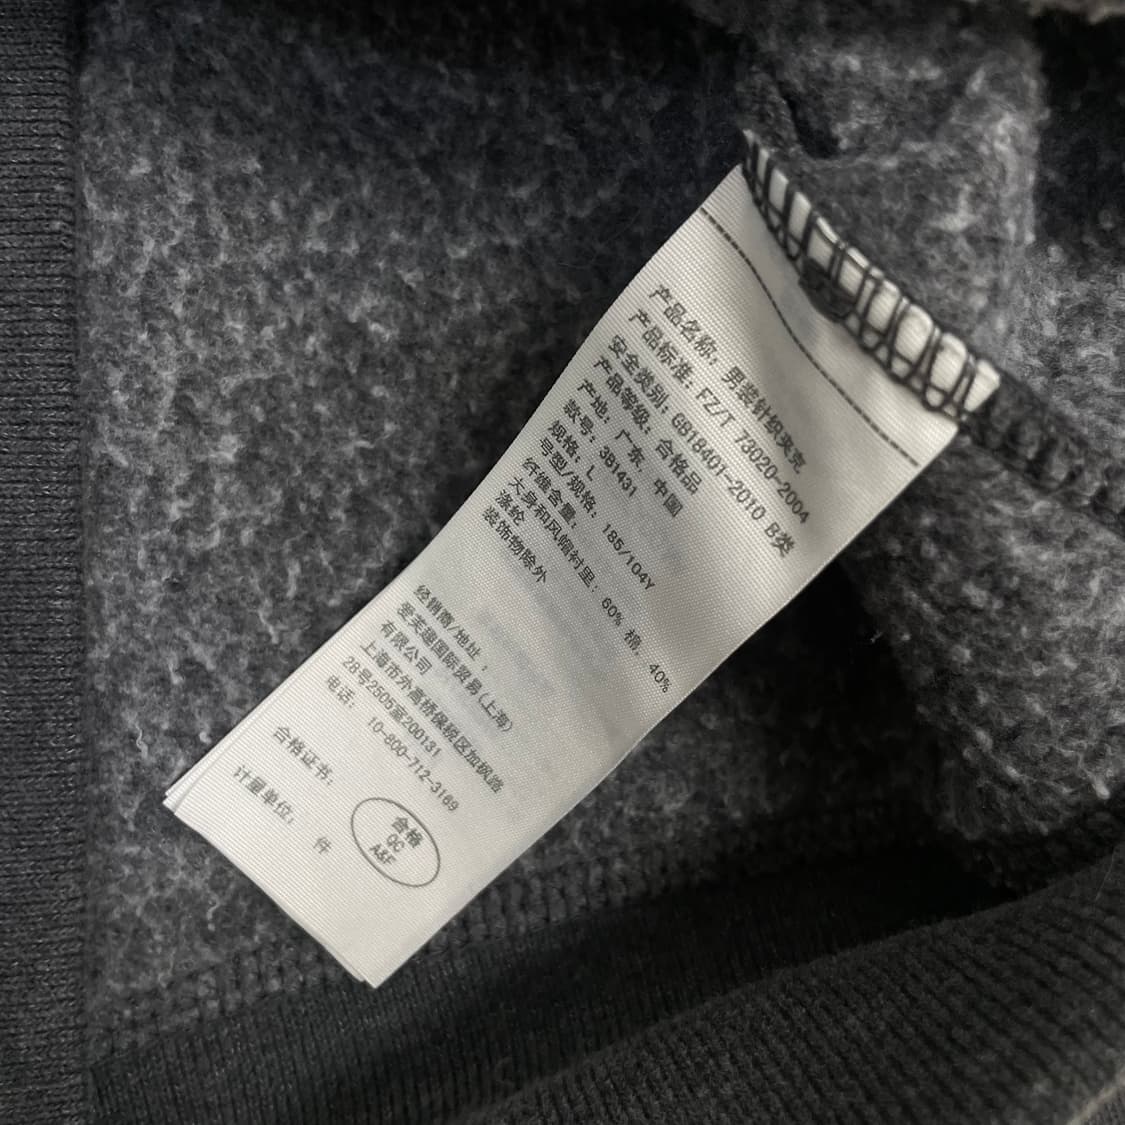 产品名称：男装针织夹克
产品标准：FZ/T 73020-2004
安全类别：GB18401-2010 B类
产品等级：合格品
产地：广东，中国
款号：3B1431
规格：L
号型/规格：185/104Y
纤维含量：
大身和风帽衬里：60% 棉，40%
涤纶
装饰物除外
经销商/地址：
爱芙趣国际贸易(上海)
有限公司
上海市外高桥保税区加枫路
28号2505室200131
电话：10-800-712-3169
合格证书：
合格
QC
A&F
计量单位：件